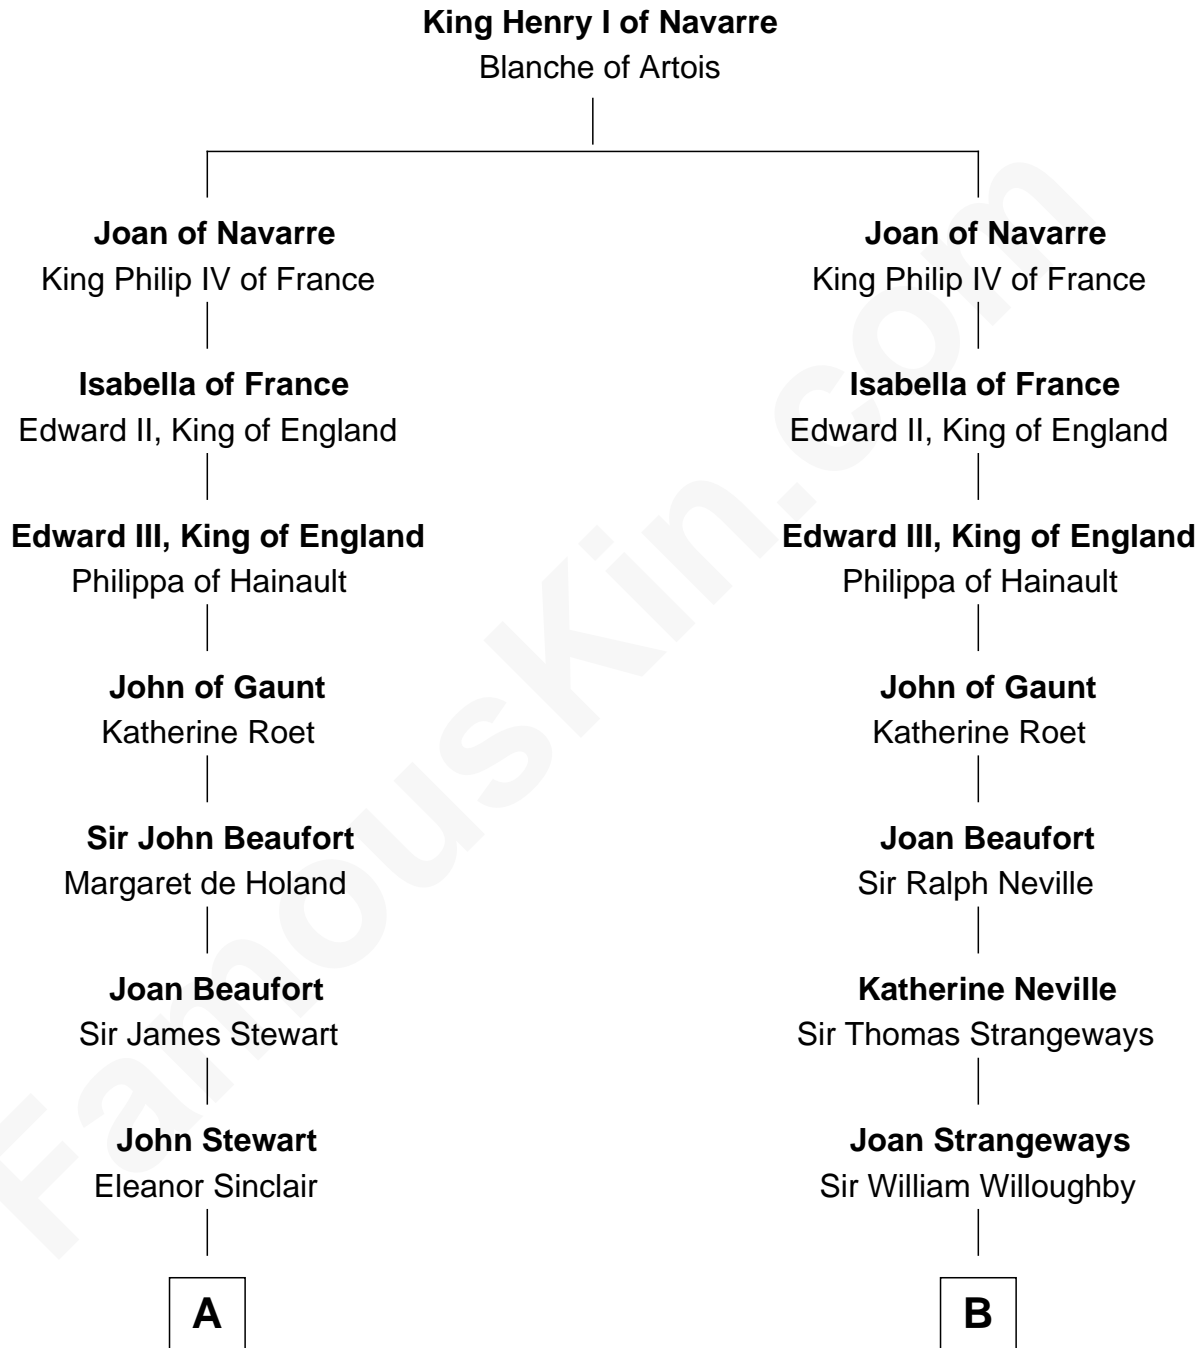 King Henry I of Navarre
Blanche of Artois
Joan of Navarre
King Philip IV of France
Isabella of France
Edward II, King of England
Edward III, King of England
Philippa of Hainault
John of Gaunt
Katherine Roet
Sir John Beaufort
Margaret de Holand
Joan Beaufort
Sir James Stewart
John Stewart
Eleanor Sinclair
A
Joan of Navarre
King Philip IV of France
Isabella of France
Edward II, King of England
Edward III, King of England
Philippa of Hainault
John of Gaunt
Katherine Roet
Joan Beaufort
Sir Ralph Neville
Katherine Neville
Sir Thomas Strangeways
Joan Strangeways
Sir William Willoughby
B
FamousKin.com